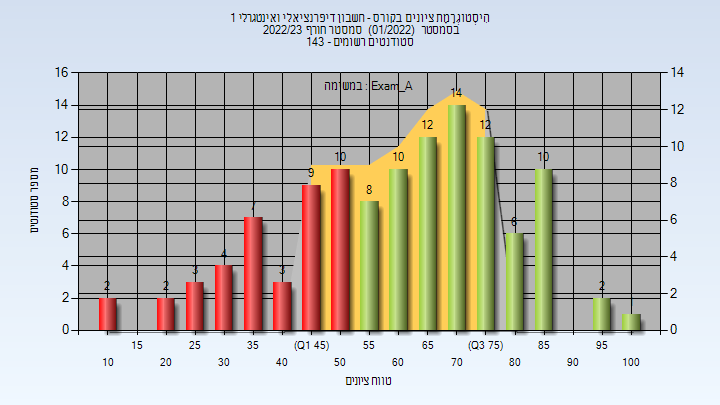 היסטוגרמת ציונים בקורס - חשבון דיפרנציאלי ואינטגרלי 1
בסמסטר (01/2022) סמסטר חורף 2022/23
סטודנטים רשומים - 143
במשימה : Exam_A
מספר סטודנטים
16 14 12 10 8 6 4 2 0
14 12 10 8 6 4 2 0
2 2 3 4 7 3 9 10 8 10 12 14 12 6 10 2
15 25 35 (Q1 45) 55 65 (Q3 75) 85 95
10 20 30 40 50 60 70 80 90 100
טווח ציונים